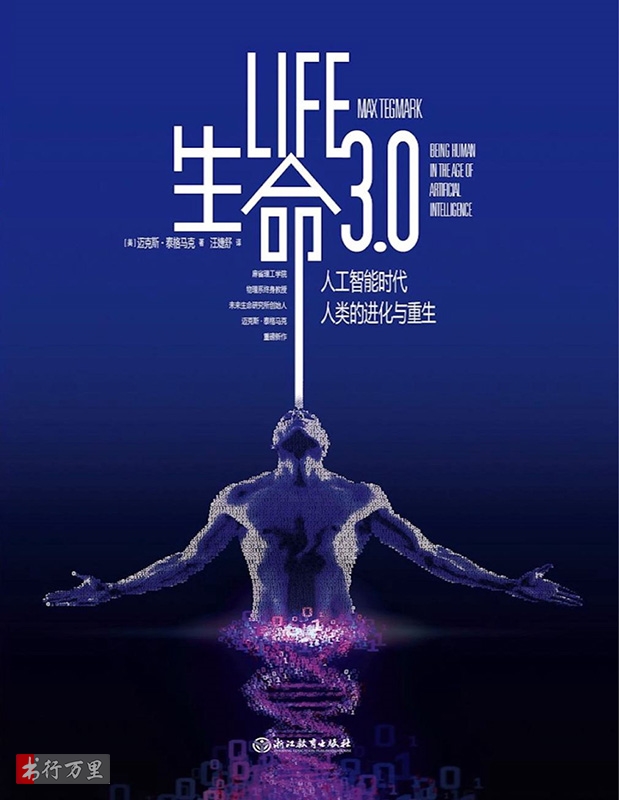 LIFE
MAX TEGMARK
生命3.0
BEING HUMAN
IN THE AGE OF
ARTIFICIAL
INTELLIGENCE
[美]迈克斯·泰格马克 著 汪婕舒 译
麻省理工学院
物理系终身教授
未来生命研究所创始人
迈克斯·泰格马克
重磅新作
人工智能时代
人类的进化与重生
浙江教育出版社
书行万里